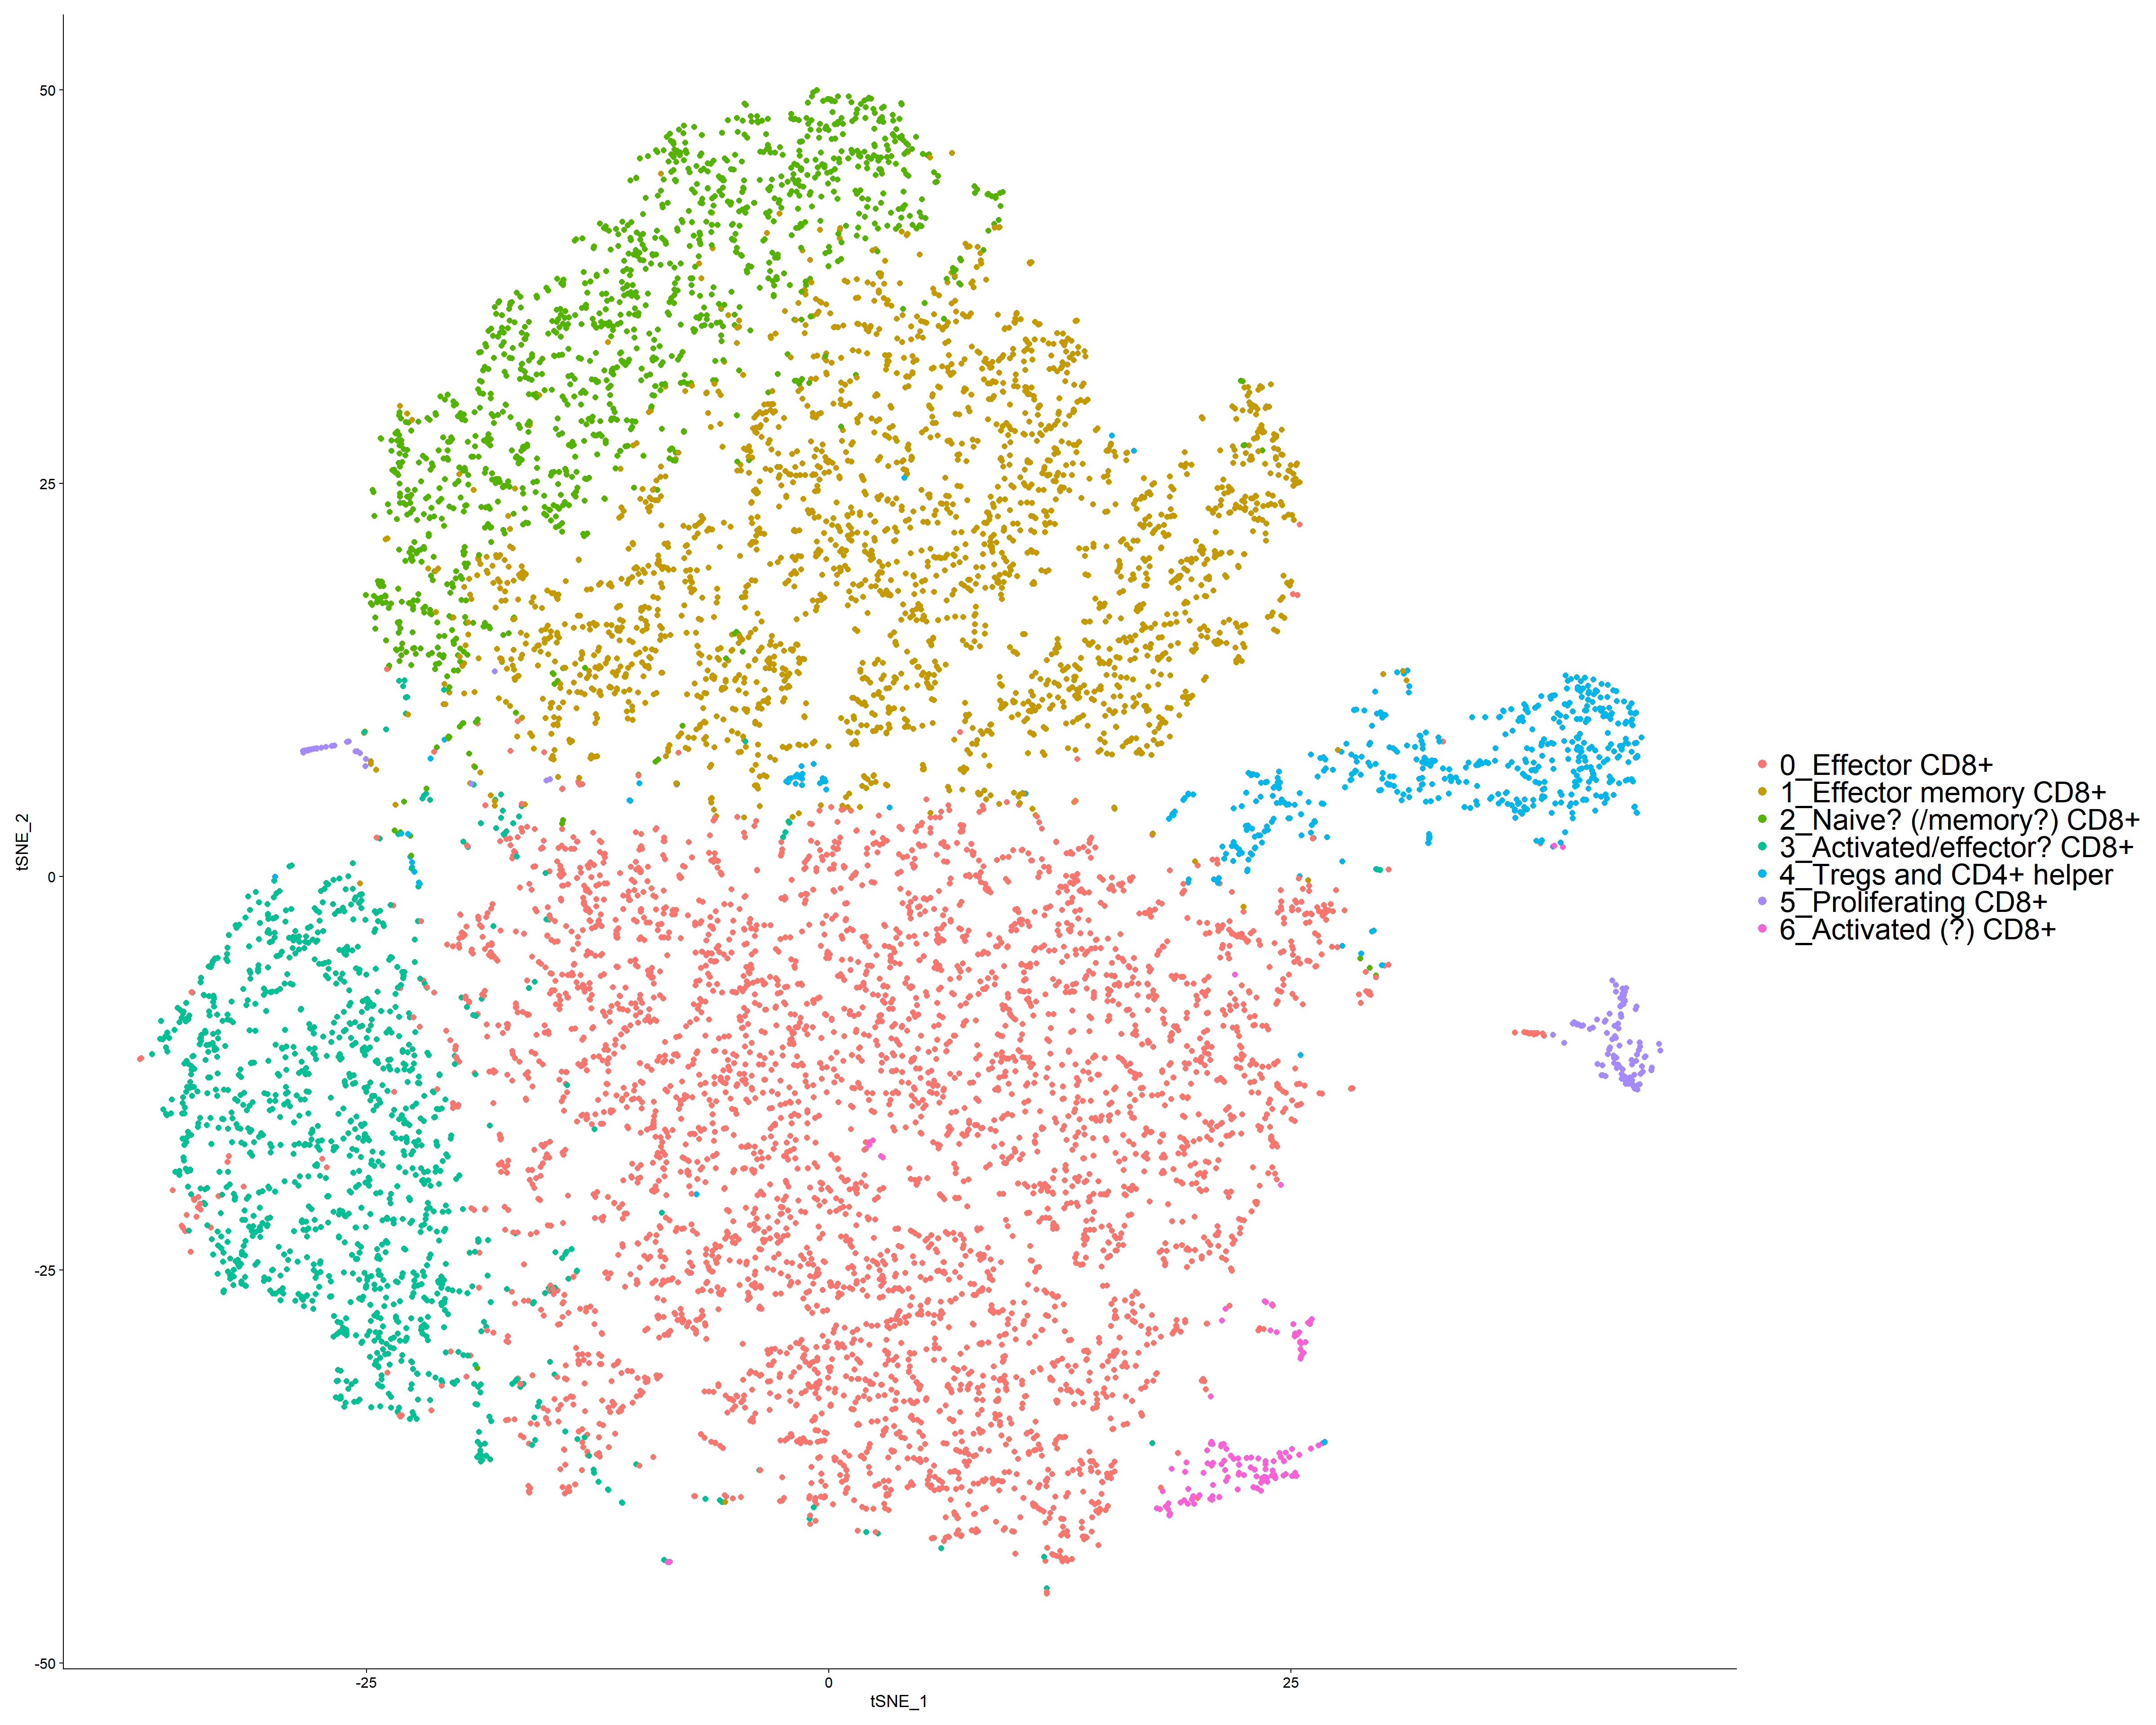 50
25
0
-25
-50
tSNE_2
-25
0
25
tSNE_1
0_Effector CD8+
1_Effector memory CD8+
2_Naive? (/memory?) CD8+
3_Activated/effector? CD8+
4_Tregs and CD4+ helper
5_Proliferating CD8+
6_Activated (?) CD8+